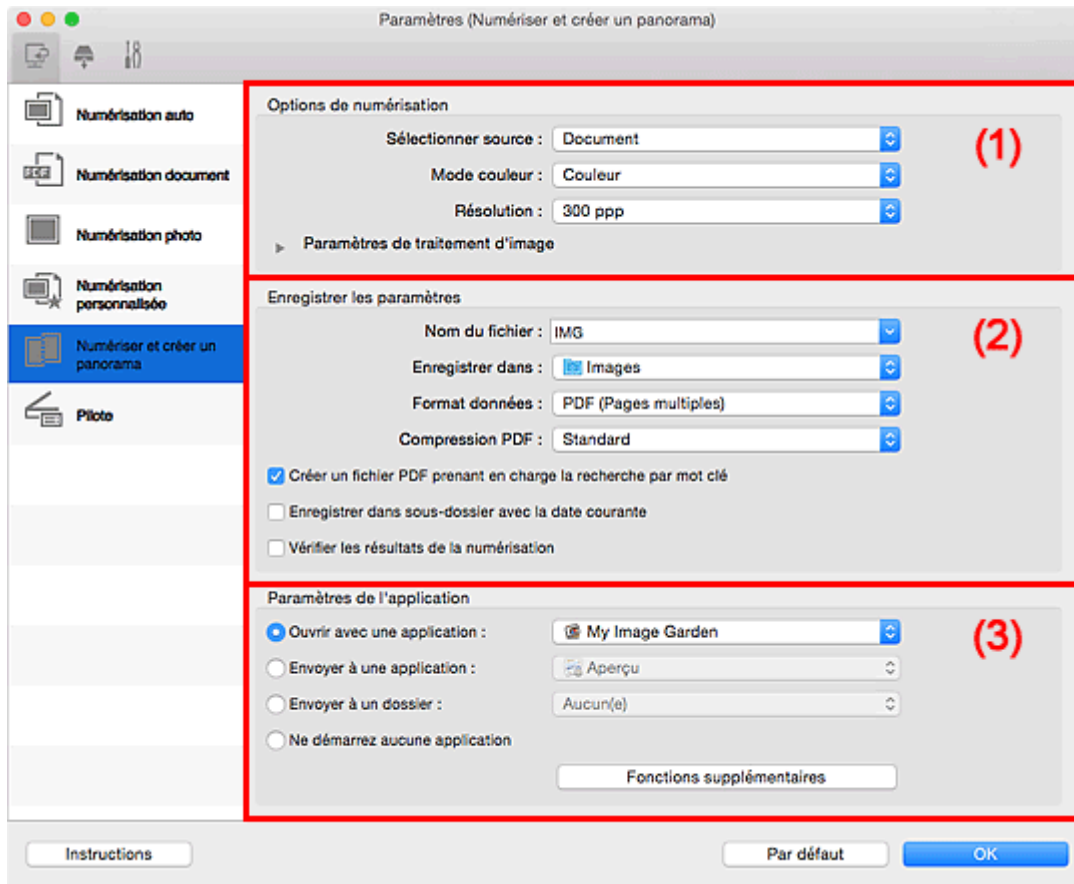 Paramètres (Numériser et créer un panorama)
Numérisation auto
Numérisation document
Numérisation photo
Numérisation
personnalisée
Numériser et créer un
panorama
Pilote
Options de numérisation
(1)
Sélectionner source : Document
Mode couleur : Couleur
Résolution : 300 ppp
Paramètres de traitement d'image
Enregistrer les paramètres
(2)
Nom du fichier : IMG
Enregistrer dans : Images
Format données : PDF (Pages multiples)
Compression PDF : Standard
Créer un fichier PDF prenant en charge la recherche par mot clé
Enregistrer dans sous-dossier avec la date courante
Vérifier les résultats de la numérisation
Paramètres de l'application
(3)
Ouvrir avec une application : My Image Garden
Envoyer à une application : Aperçu
Envoyer à un dossier : Aucun(e)
Ne démarrez aucune application
Fonctions supplémentaires
Instructions
Par défaut
OK